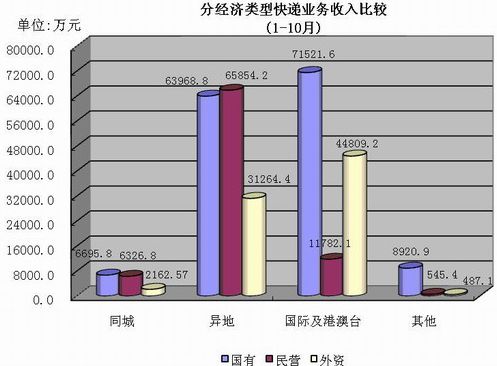 分经济类型快递业务收入比较
(1-10月)
单位:万元
80000.0
72000.0
64000.0
56000.0
48000.0
40000.0
32000.0
24000.0
16000.0
8000.0
0.0
6695.8
6326.8
2162.57
63968.8
65854.2
31264.4
71521.6
11782.1
44809.2
8920.9
545.4
487.1
同城
异地
国际及港澳台
其他
国有 民营 外资